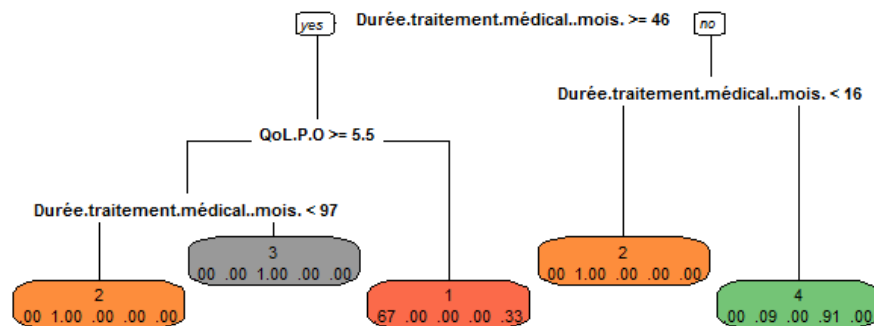 yes Durée.traitement.médical..mois. >= 46 no
Durée.traitement.médical..mois. < 16
QoL.P.O >= 5.5
Durée.traitement.médical..mois. < 97
3
.00 .00 1.00 .00 .00
2
.00 1.00 .00 .00 .00
1
.67 .00 .00 .00 .33
2
.00 1.00 .00 .00 .00
4
.00 .09 .00 .91 .00